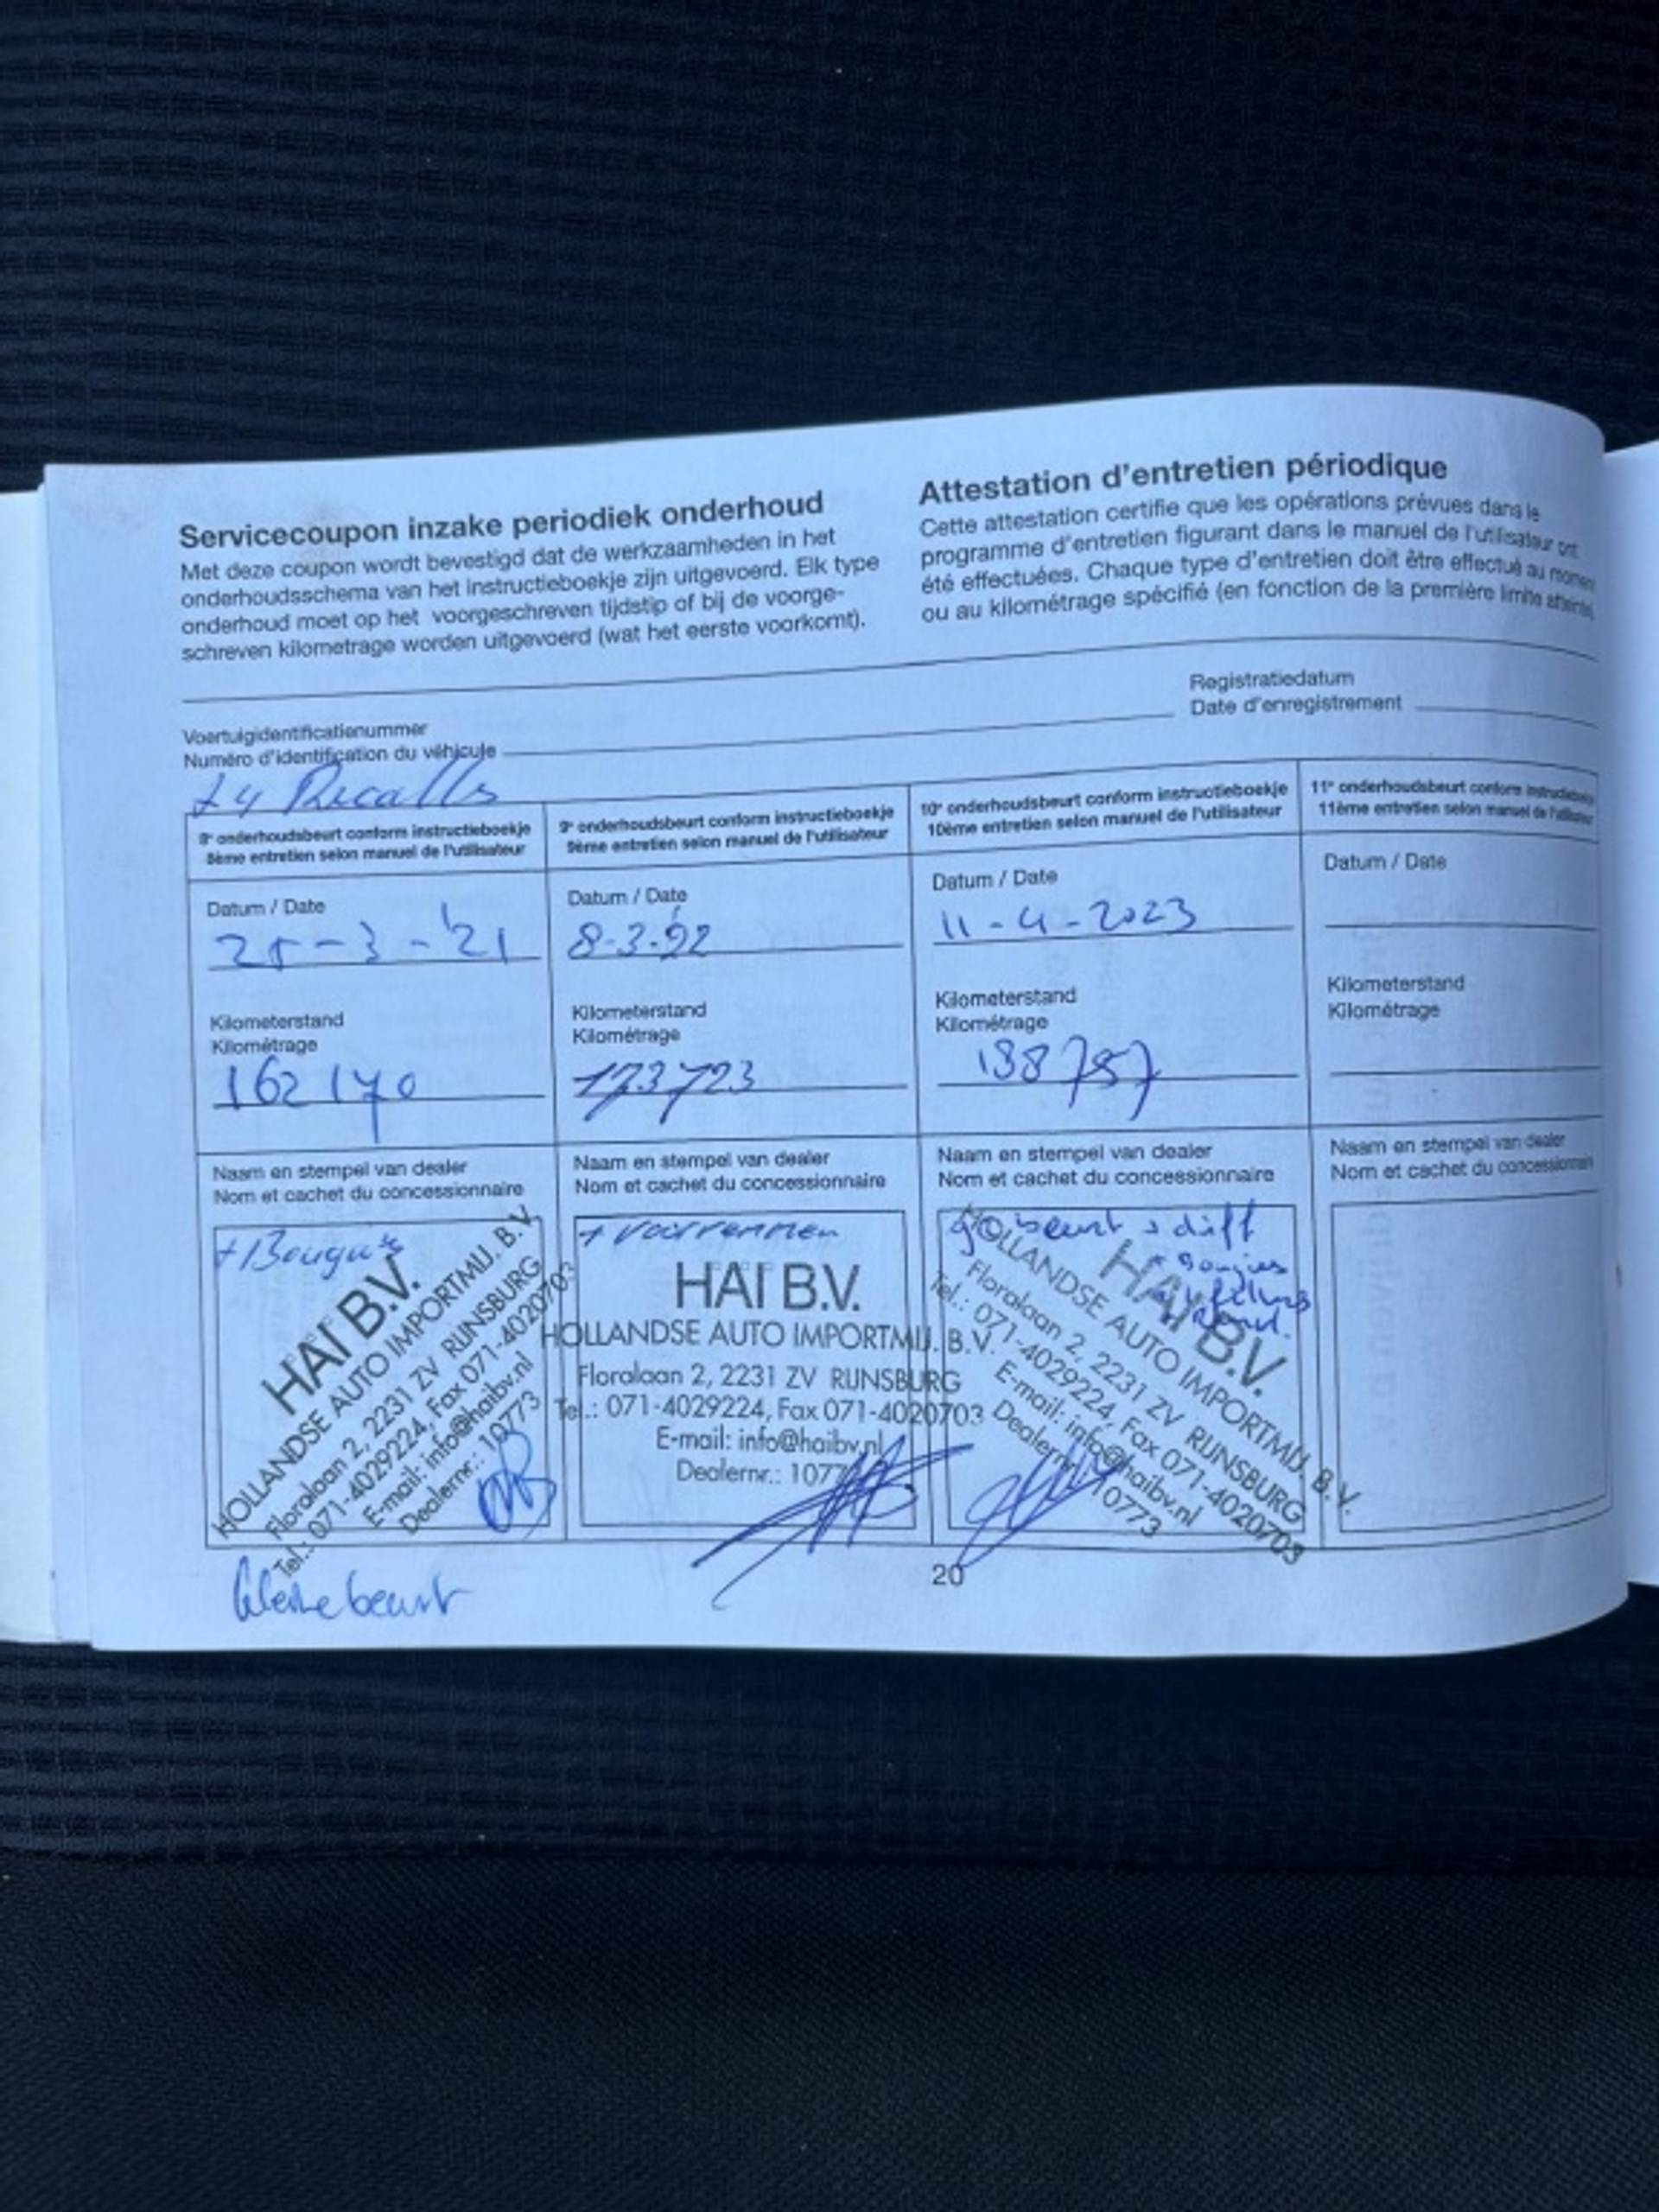 Servicecoupon inzake periodiek onderhoud
Met deze coupon wordt bevestigd dat de werkzaamheden in het
onderhoudsschema van het instructieboekje zijn uitgevoerd. Elk type
onderhoud moet op het voorgeschreven tijdstip of bij de voorge-
schreven kilometrage worden uitgevoerd (wat het eerste voorkomt).
Attestation d'entretien périodique
Cette attestation certifie que les opérations prévues dans le
programme d'entretien figurant dans le manuel de l'utilisateur ont
été effectuées. Chaque type d'entretien doit être effectué au moment
ou au kilométrage spécifié (en fonction de la première limite atteinte).
Voertuigidentificatienummer
Numéro d'identification du véhicule
Registratiedatum
Date d'enregistrement
Recalls
8e onderhoudsbeurt conform instructieboekje
8ème entretien selon manuel de l'utilisateur
Datum / Date
25-3-'21
Kilometerstand
Kilométrage
162170
Naam en stempel van dealer
Nom et cachet du concessionnaire
HAI B.V.
HOLLANDSE AUTO IMPORTMIJ. B.V.
Floralaan 2, 2231 ZV RIJNSBURG
Tel.: 071-4029224, Fax 071-4020703
E-mail: info@haibv.nl
Dealernr.: 10773
9e onderhoudsbeurt conform instructieboekje
9ème entretien selon manuel de l'utilisateur
Datum / Date
8-3-'22
Kilometerstand
Kilométrage
173723
Naam en stempel van dealer
Nom et cachet du concessionnaire
+ voorremmen
HAI B.V.
HOLLANDSE AUTO IMPORTMIJ. B.V.
Floralaan 2, 2231 ZV RIJNSBURG
Tel.: 071-4029224, Fax 071-4020703
E-mail: info@haibv.nl
Dealernr.: 1077
10e onderhoudsbeurt conform instructieboekje
10ème entretien selon manuel de l'utilisateur
Datum / Date
11-4-2023
Kilometerstand
Kilométrage
188757
Naam en stempel van dealer
Nom et cachet du concessionnaire
beurt + diff
HAI B.V.
HOLLANDSE AUTO IMPORTMIJ. B.V.
Floralaan 2, 2231 ZV RIJNSBURG
Tel.: 071-4029224, Fax 071-4020703
E-mail: info@haibv.nl
Dealernr. 10773
11e onderhoudsbeurt conform instructieboekje
11ème entretien selon manuel de l'utilisateur
Datum / Date
Kilometerstand
Kilométrage
Naam en stempel van dealer
Nom et cachet du concessionnaire
Kleine beurt
20